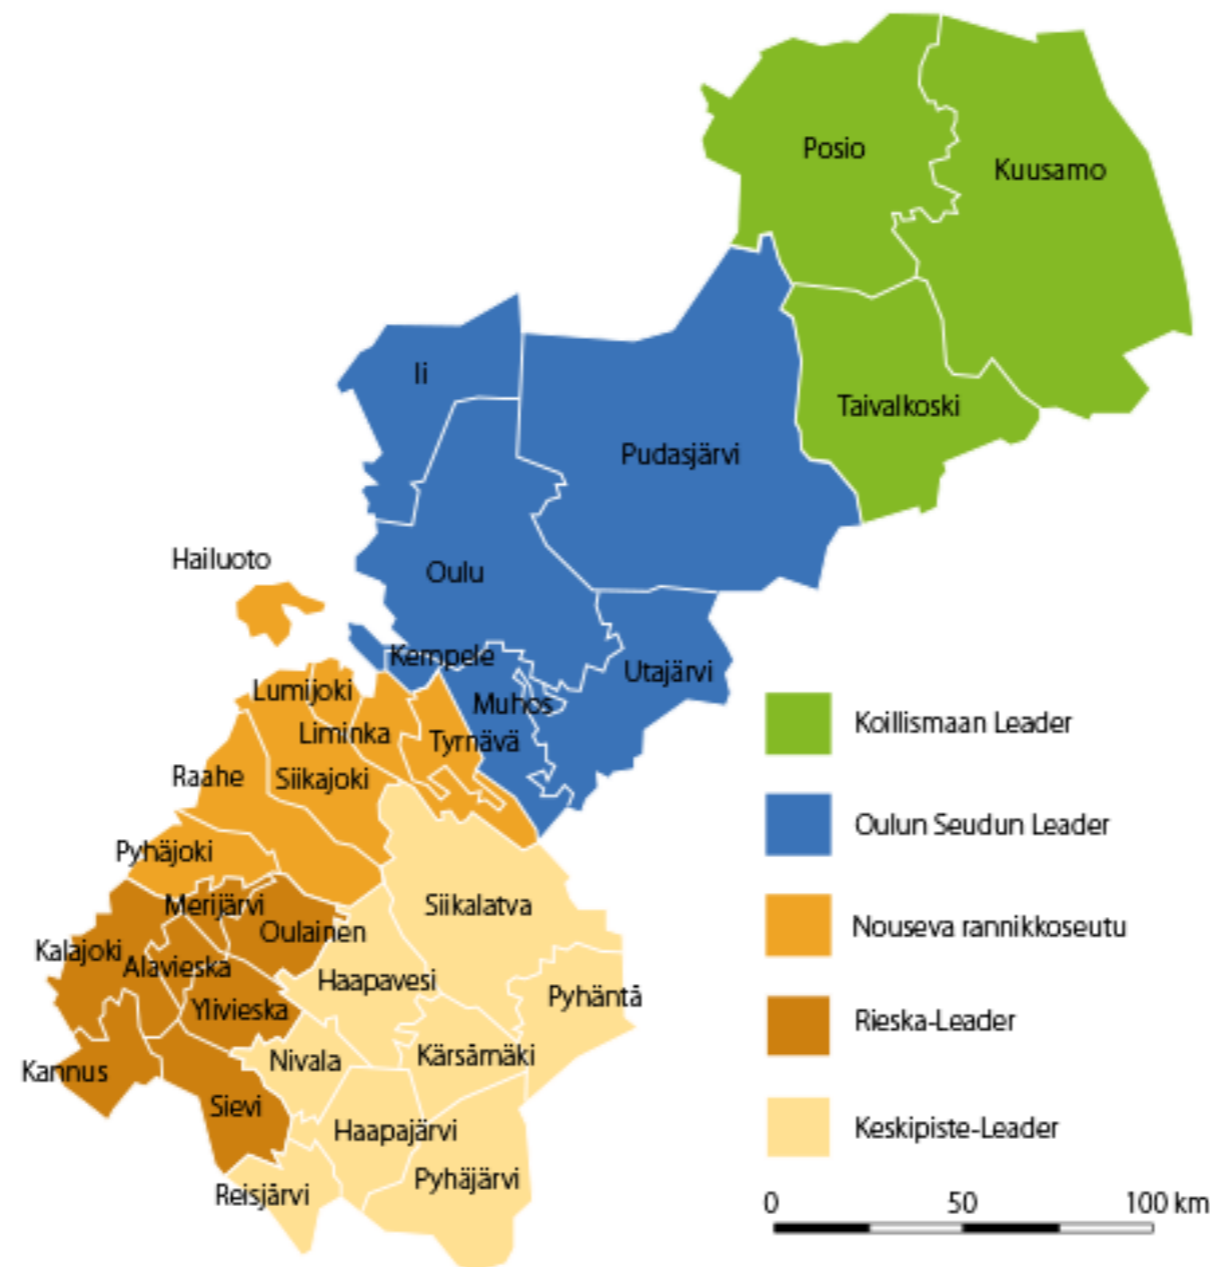 Posio
Kuusamo
Ii
Taivalkoski
Pudasjärvi
Hailuoto
Oulu
Kempele
Utajärvi
Lumijoki
Muhos
Liminka
Tyrnävä
Raahe
Siikajoki
Pyhäjoki
Merijärvi
Siikalatva
Oulainen
Kalajoki
Alavieska
Haapavesi
Pyhäntä
Ylivieska
Nivala
Kärsämäki
Kannus
Sievi
Haapajärvi
Pyhäjärvi
Reisjärvi
Koillismaan Leader
Oulun Seudun Leader
Nouseva rannikkoseutu
Rieska-Leader
Keskipiste-Leader
0 50 100 km